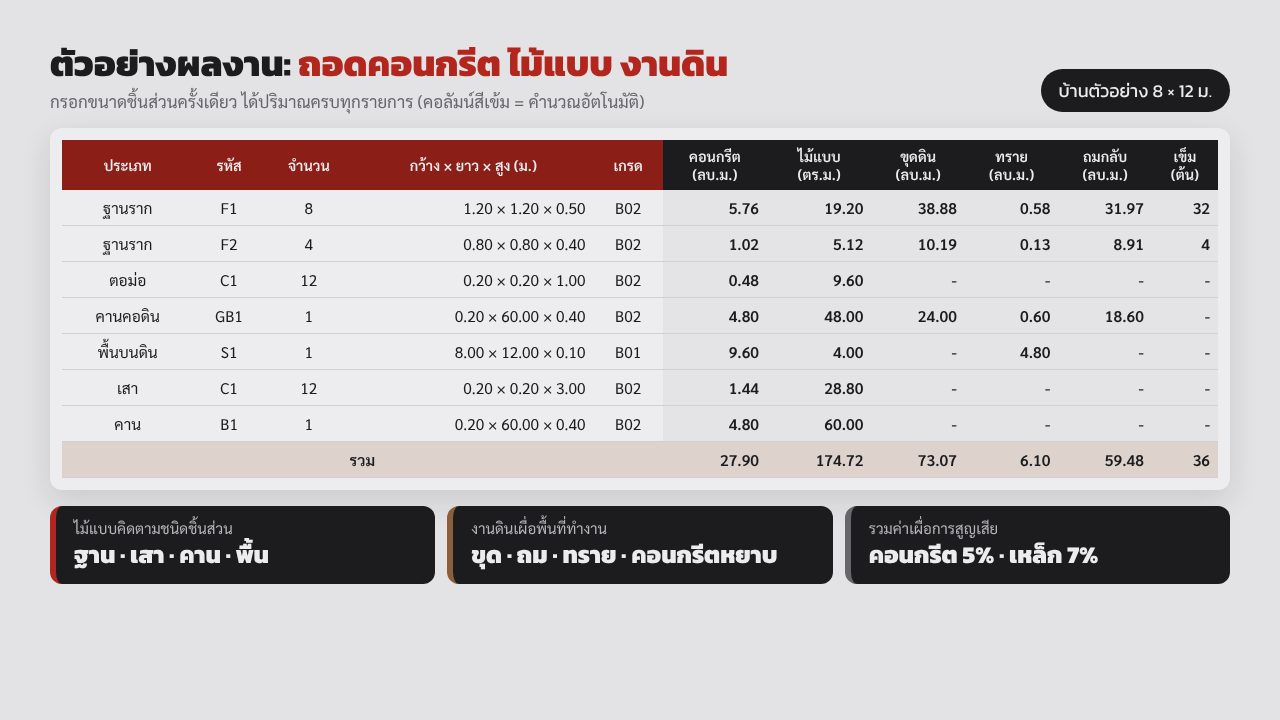 ตัวอย่างผลงาน: ถอดคอนกรีต ไม้แบบ งานดิน
กรอกขนาดชิ้นส่วนครั้งเดียว ได้ปริมาณครบทุกรายการ (คอลัมน์สีเข้ม = คำนวณอัตโนมัติ)
บ้านตัวอย่าง 8 × 12 ม.
ประเภท รหัส จำนวน กว้าง × ยาว × สูง (ม.) เกรด คอนกรีต (ลบ.ม.) ไม้แบบ (ตร.ม.) ขุดดิน (ลบ.ม.) ทราย (ลบ.ม.) ถมกลับ (ลบ.ม.) เข็ม (ต้น)
ฐานราก F1 8 1.20 × 1.20 × 0.50 B02 5.76 19.20 38.88 0.58 31.97 32
ฐานราก F2 4 0.80 × 0.80 × 0.40 B02 1.02 5.12 10.19 0.13 8.91 4
ตอม่อ C1 12 0.20 × 0.20 × 1.00 B02 0.48 9.60 - - - -
คานคอดิน GB1 1 0.20 × 60.00 × 0.40 B02 4.80 48.00 24.00 0.60 18.60 -
พื้นบนดิน S1 1 8.00 × 12.00 × 0.10 B01 9.60 4.00 - 4.80 - -
เสา C1 12 0.20 × 0.20 × 3.00 B02 1.44 28.80 - - - -
คาน B1 1 0.20 × 60.00 × 0.40 B02 4.80 60.00 - - - -
รวม 27.90 174.72 73.07 6.10 59.48 36
ไม้แบบคิดตามชนิดชิ้นส่วน
ฐาน · เสา · คาน · พื้น
งานดินเผื่อพื้นที่ทำงาน
ขุด · ถม · ทราย · คอนกรีตหยาบ
รวมค่าเผื่อการสูญเสีย
คอนกรีต 5% · เหล็ก 7%